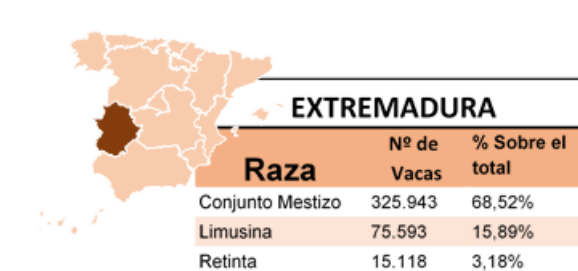 EXTREMADURA
Raza Nº de Vacas % Sobre el total
Conjunto Mestizo 325.943 68,52%
Limusina 75.593 15,89%
Retinta 15.118 3,18%